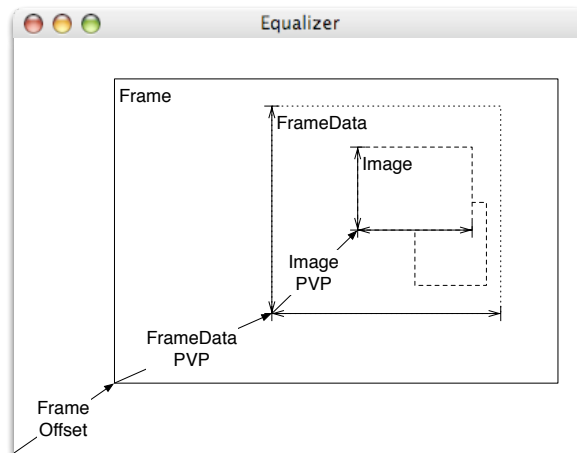 Equalizer
Frame
FrameData
Image
Image
PVP
FrameData
PVP
Frame
Offset